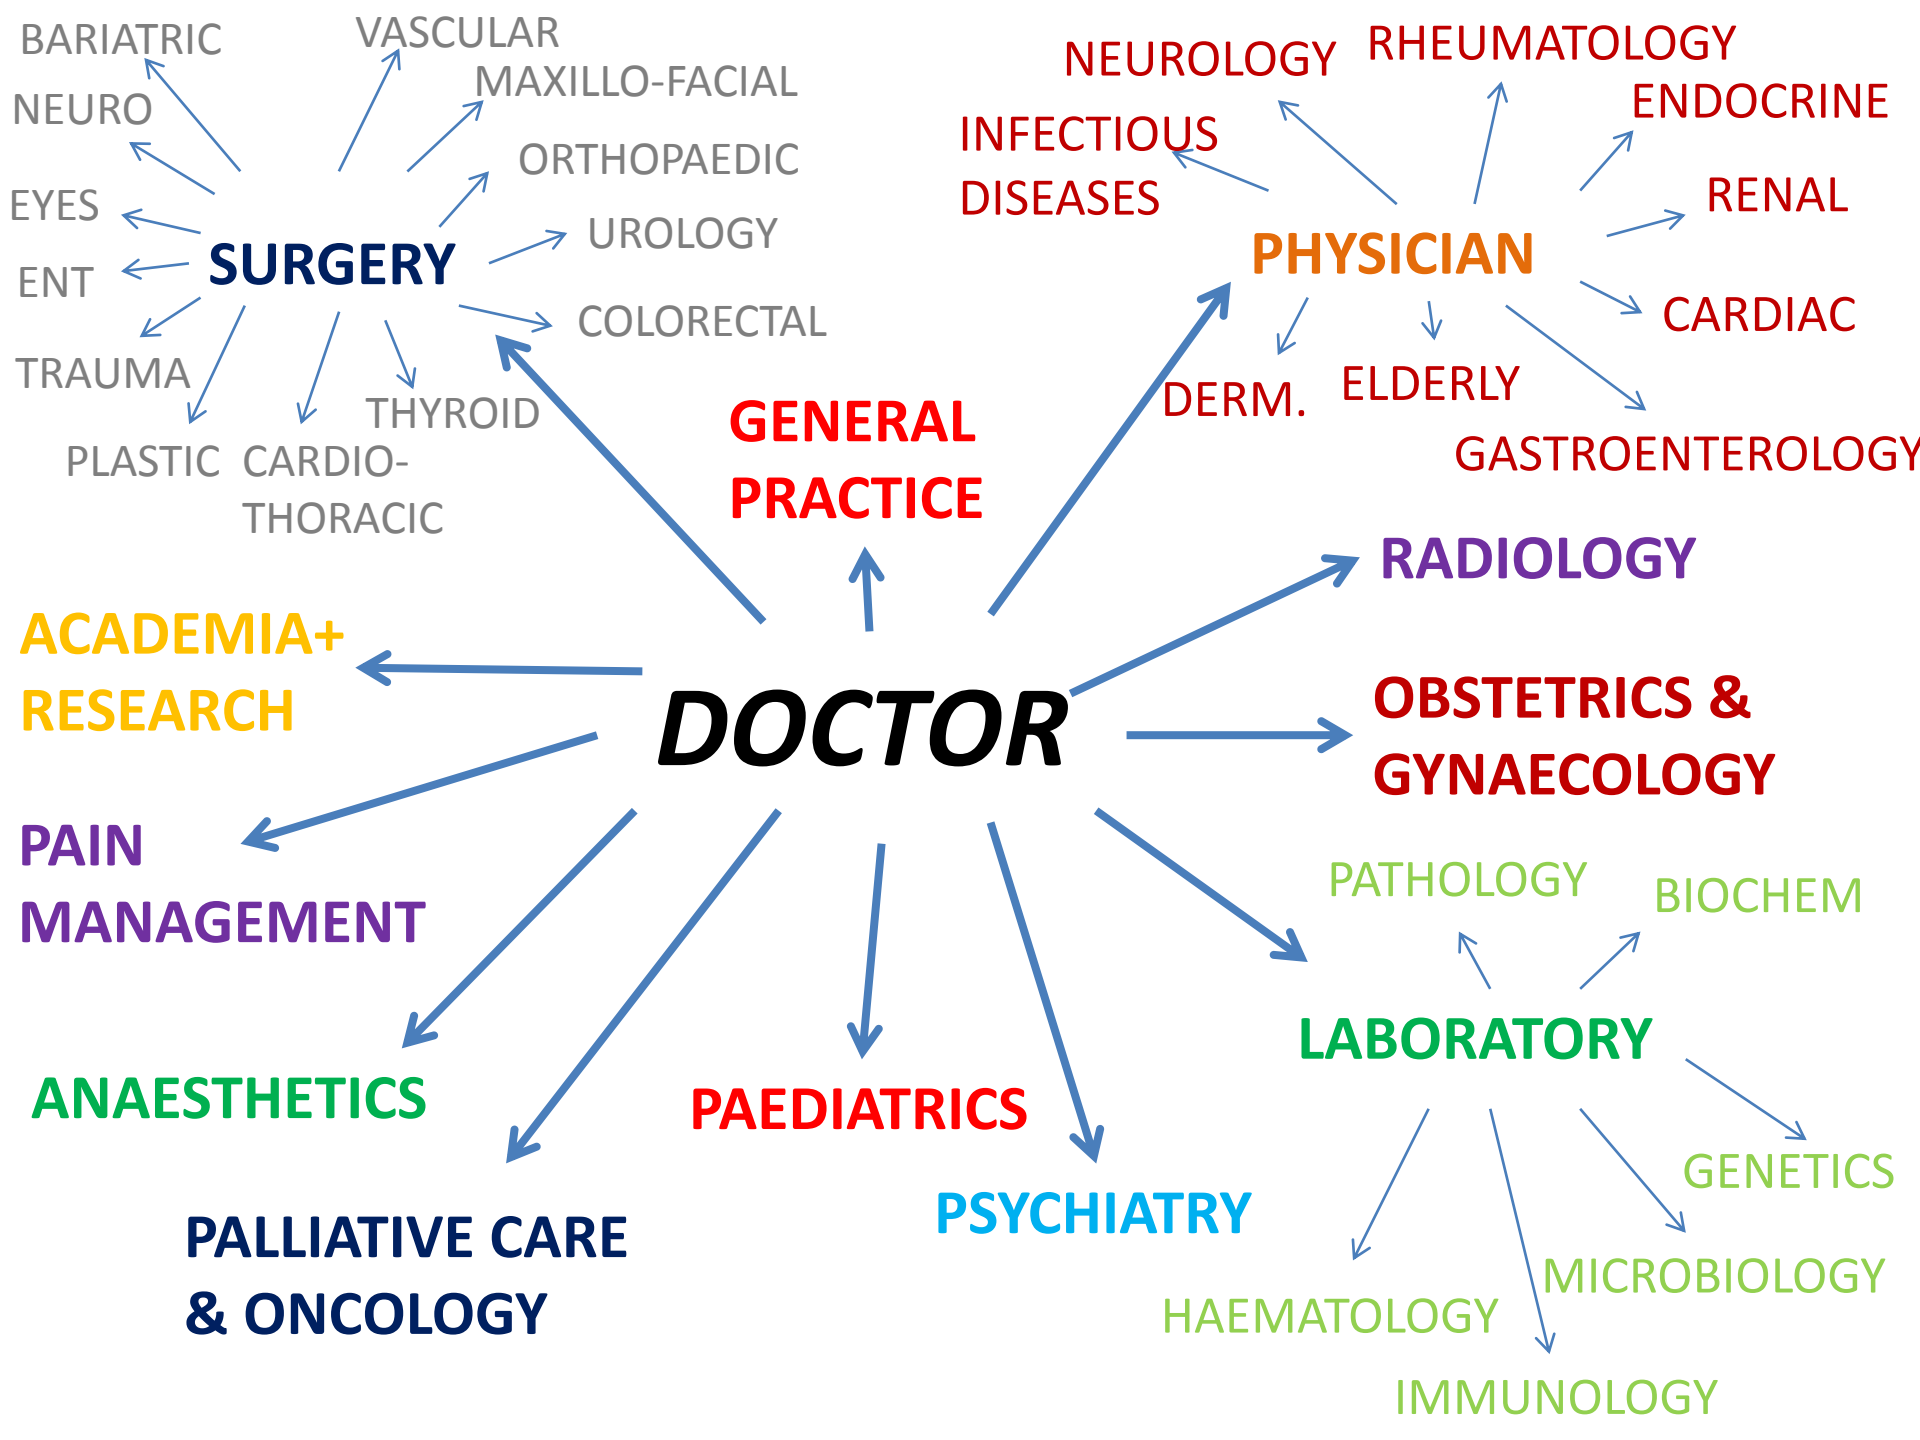 BARIATRIC
VASCULAR
MAXILLO-FACIAL
NEURO
ORTHOPAEDIC
EYES
UROLOGY
SURGERY
ENT
COLORECTAL
TRAUMA
THYROID
PLASTIC
CARDIO-
THORACIC
NEUROLOGY
RHEUMATOLOGY
ENDOCRINE
INFECTIOUS
DISEASES
RENAL
PHYSICIAN
CARDIAC
DERM.
ELDERLY
GASTROENTEROLOGY
GENERAL
PRACTICE
RADIOLOGY
ACADEMIA+
RESEARCH
DOCTOR
OBSTETRICS &
GYNAECOLOGY
PAIN
MANAGEMENT
PATHOLOGY
BIOCHEM
LABORATORY
ANAESTHETICS
PAEDIATRICS
GENETICS
PSYCHIATRY
PALLIATIVE CARE
& ONCOLOGY
MICROBIOLOGY
HAEMATOLOGY
IMMUNOLOGY